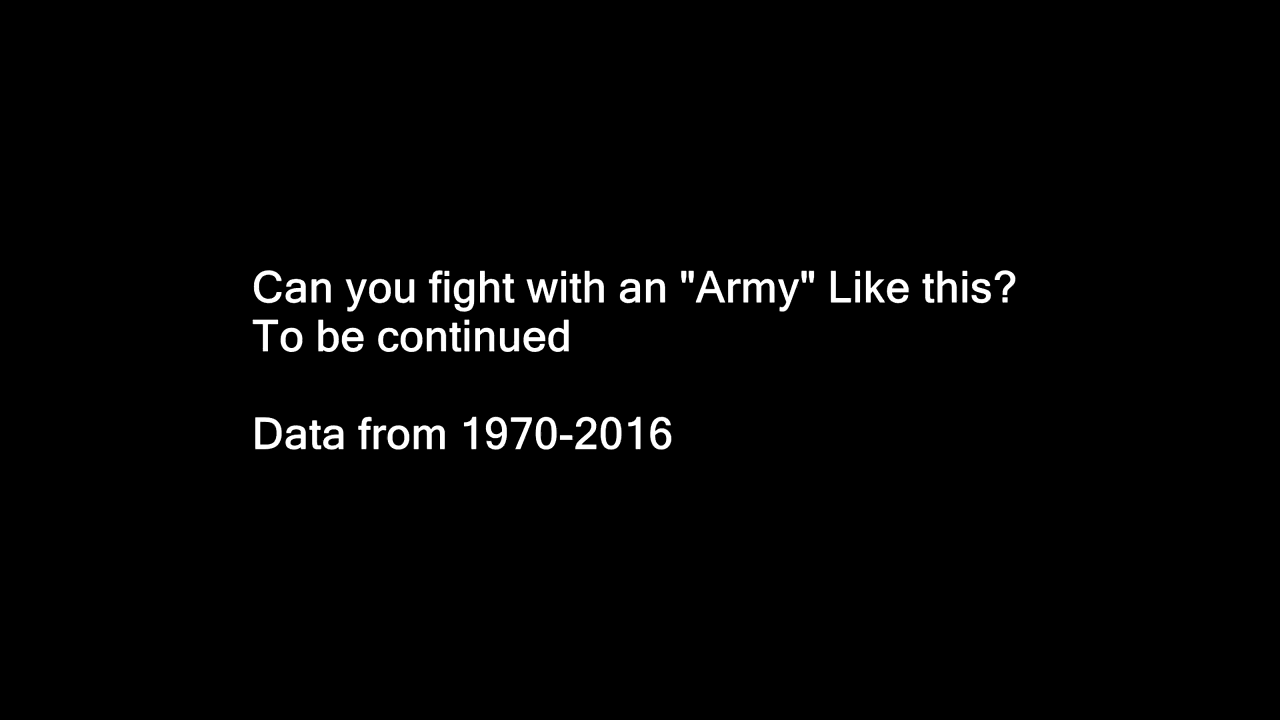 Can you fight with an "Army" Like this?
To be continued
Data from 1970-2016